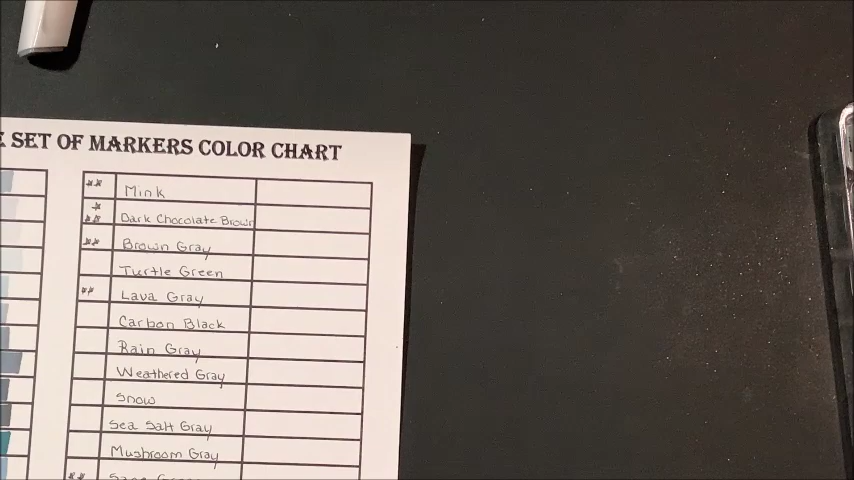 SET OF MARKERS COLOR CHART
** Mink
*
** Dark Chocolate Brown
** Brown Gray
Turtle Green
** Lava Gray
Carbon Black
Rain Gray
Weathered Gray
Snow
Sea Salt Gray
Mushroom Gray
**